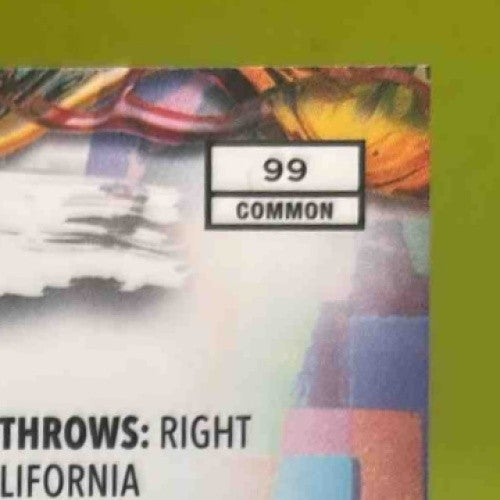 99
COMMON
THROWS: RIGHT
LIFORNIA